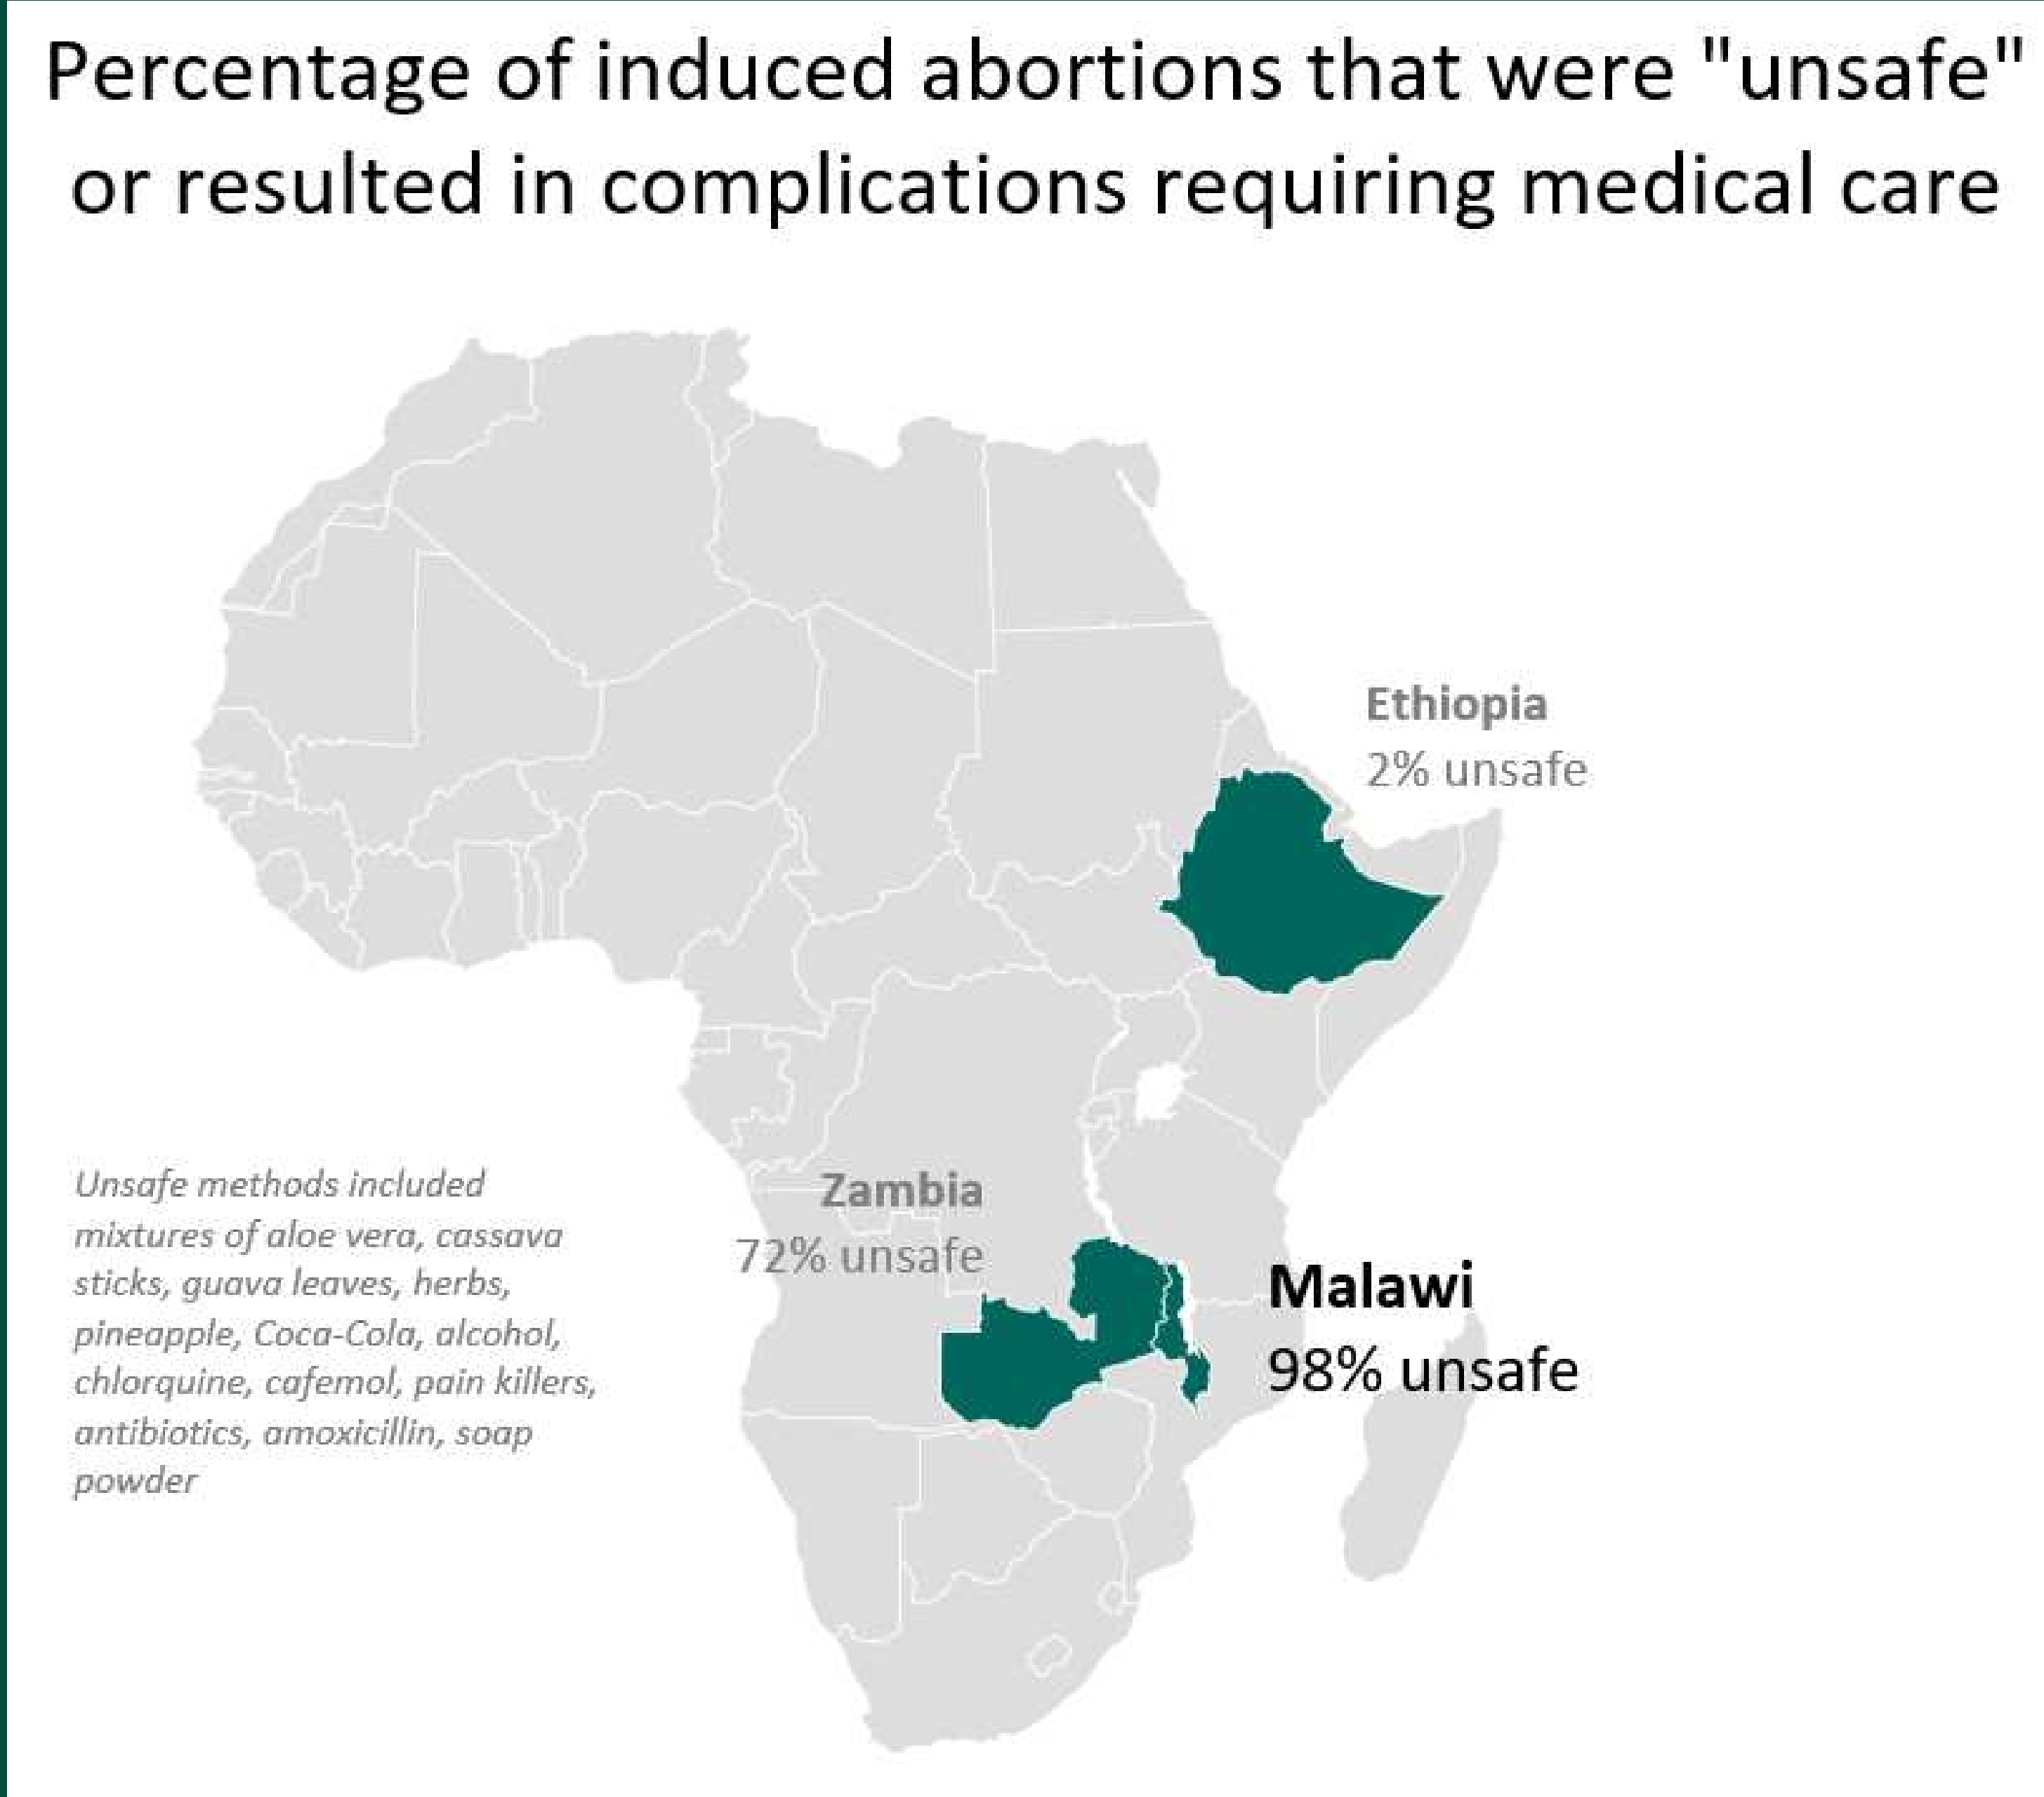 Percentage of induced abortions that were "unsafe"
or resulted in complications requiring medical care
Ethiopia
2% unsafe
Zambia
72% unsafe
Malawi
98% unsafe
Unsafe methods included
mixtures of aloe vera, cassava
sticks, guava leaves, herbs,
pineapple, Coca-Cola, alcohol,
chlorquine, cafemol, pain killers,
antibiotics, amoxicillin, soap
powder